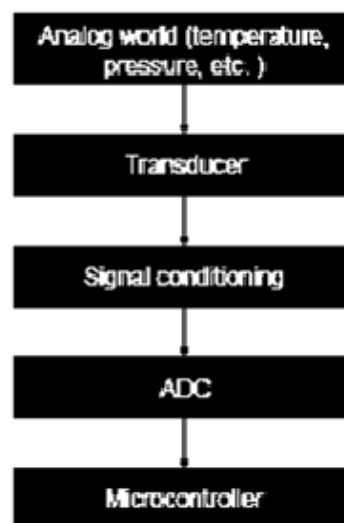 Analog world (temperature,
pressure, etc. )
Transducer
Signal conditioning
ADC
Microcontroller